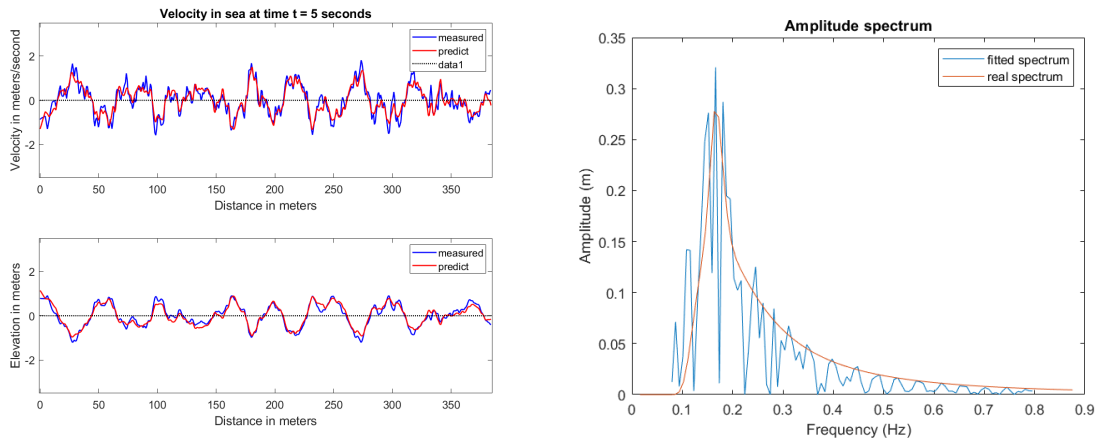 Velocity in sea at time t = 5 seconds
Velocity in meters/second
2
0
-2
measured
predict
data1
0
50
100
150
200
250
300
350
Distance in meters
Elevation in meters
2
0
-2
measured
predict
0
50
100
150
200
250
300
350
Distance in meters
Amplitude spectrum
Amplitude (m)
0.35
0.3
0.25
0.2
0.15
0.1
0.05
0
fitted spectrum
real spectrum
0
0.1
0.2
0.3
0.4
0.5
0.6
0.7
0.8
0.9
Frequency (Hz)